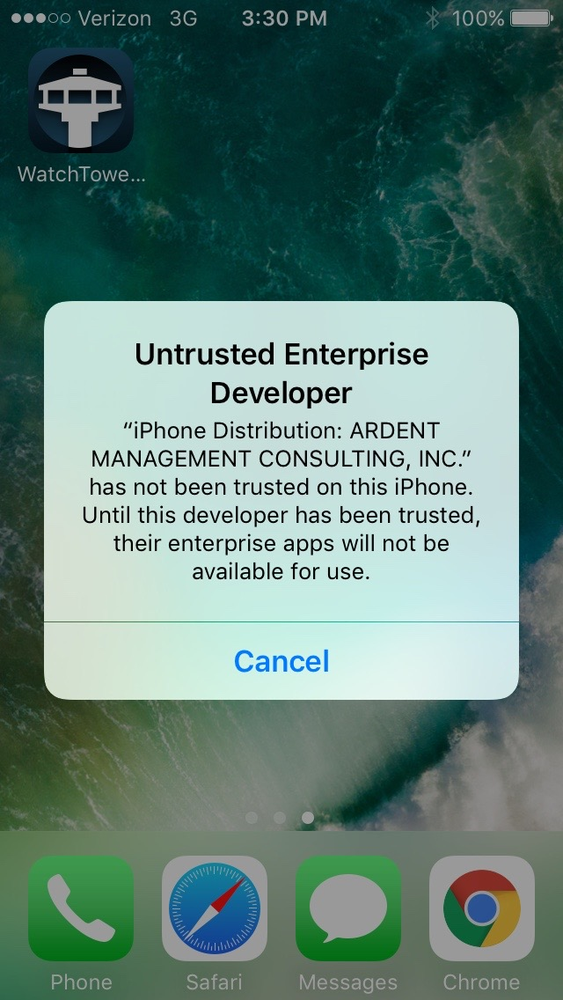 Verizon 3G 3:30 PM 100%
WatchTowe...
Untrusted Enterprise
Developer
“iPhone Distribution: ARDENT
MANAGEMENT CONSULTING, INC.”
has not been trusted on this iPhone.
Until this developer has been trusted,
their enterprise apps will not be
available for use.
Cancel
Phone Safari Messages Chrome